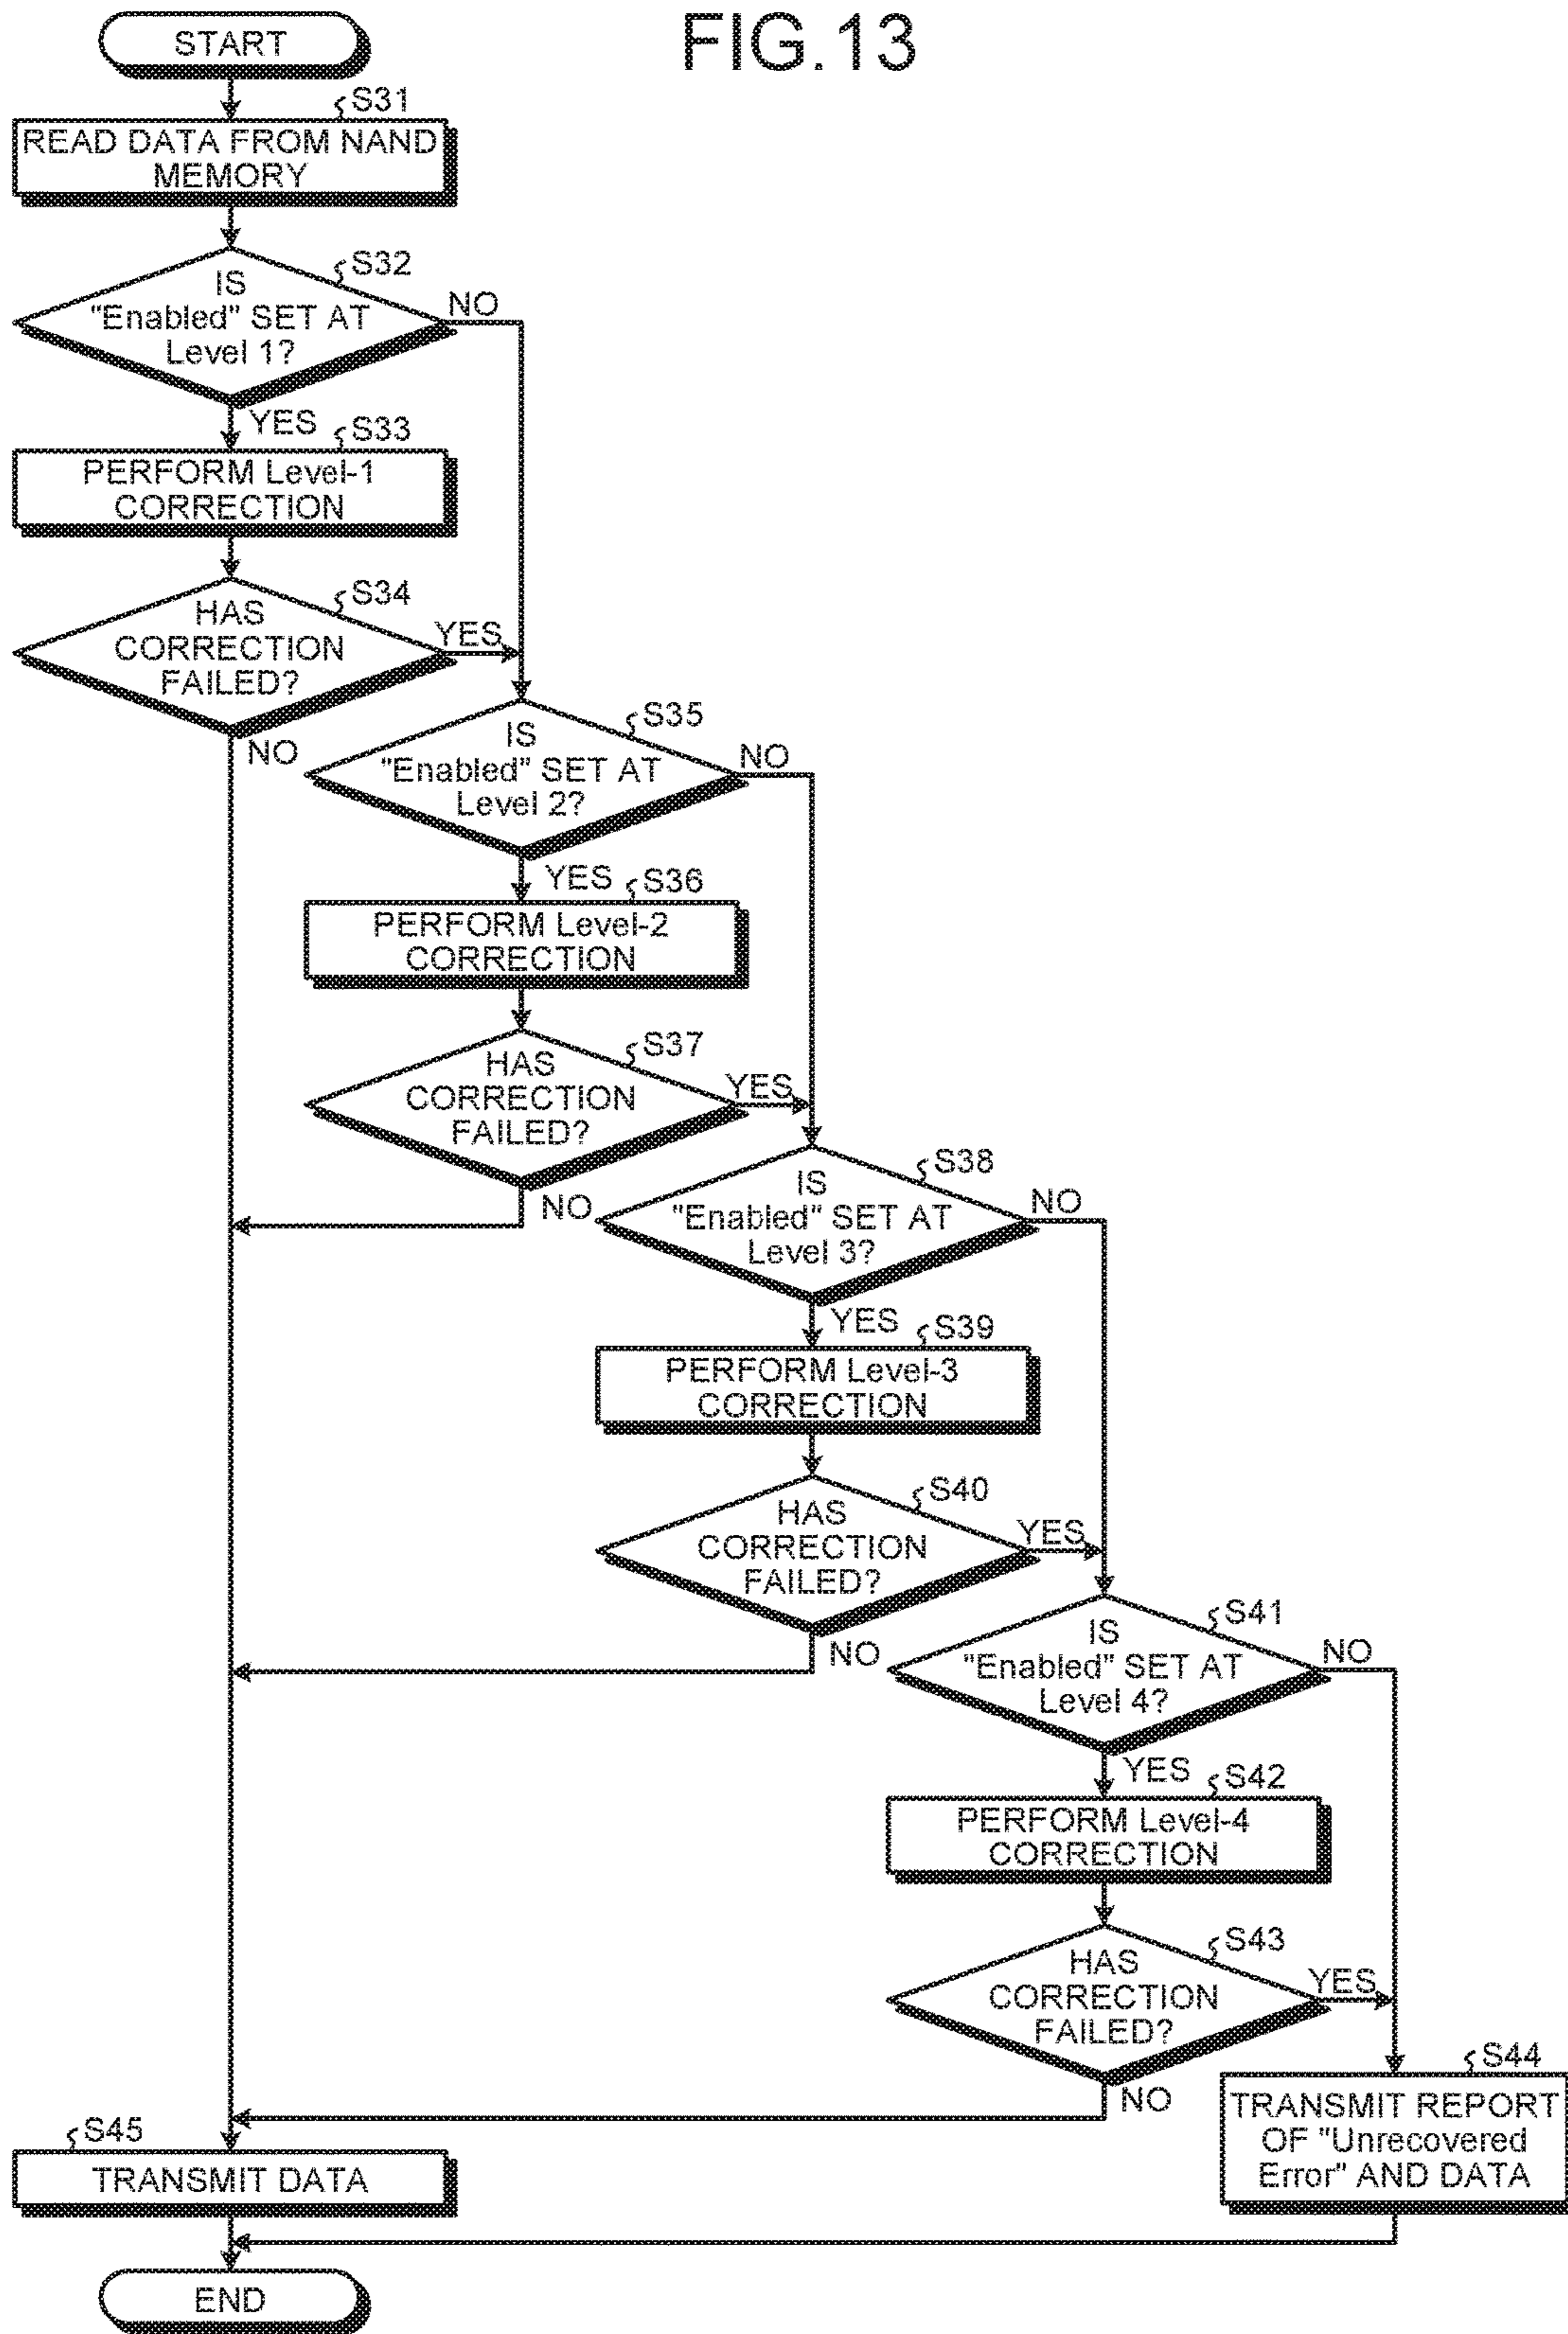 FIG.13
START
S31
READ DATA FROM NAND
MEMORY
S32
IS
"Enabled" SET AT
Level 1?
NO
YES
S33
PERFORM Level-1
CORRECTION
S34
HAS
CORRECTION
FAILED?
YES
NO
S35
IS
"Enabled" SET AT
Level 2?
NO
YES
S36
PERFORM Level-2
CORRECTION
S37
HAS
CORRECTION
FAILED?
YES
NO
S38
IS
"Enabled" SET AT
Level 3?
NO
YES
S39
PERFORM Level-3
CORRECTION
S40
HAS
CORRECTION
FAILED?
YES
NO
S41
IS
"Enabled" SET AT
Level 4?
NO
YES
S42
PERFORM Level-4
CORRECTION
S43
HAS
CORRECTION
FAILED?
YES
NO
S44
TRANSMIT REPORT
OF "Unrecovered
Error" AND DATA
S45
TRANSMIT DATA
END